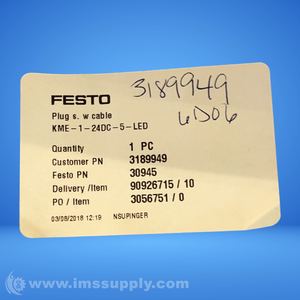 3189949
6D06
FESTO
Plug s. w cable
KME-1-24DC-5-LED
Quantity 1 PC
Customer PN 3189949
Festo PN 30945
Delivery /Item 90926715 / 10
PO / Item 3056751 / 0
03/08/2018 12:19 NSUPINGER
© www.imssupply.com